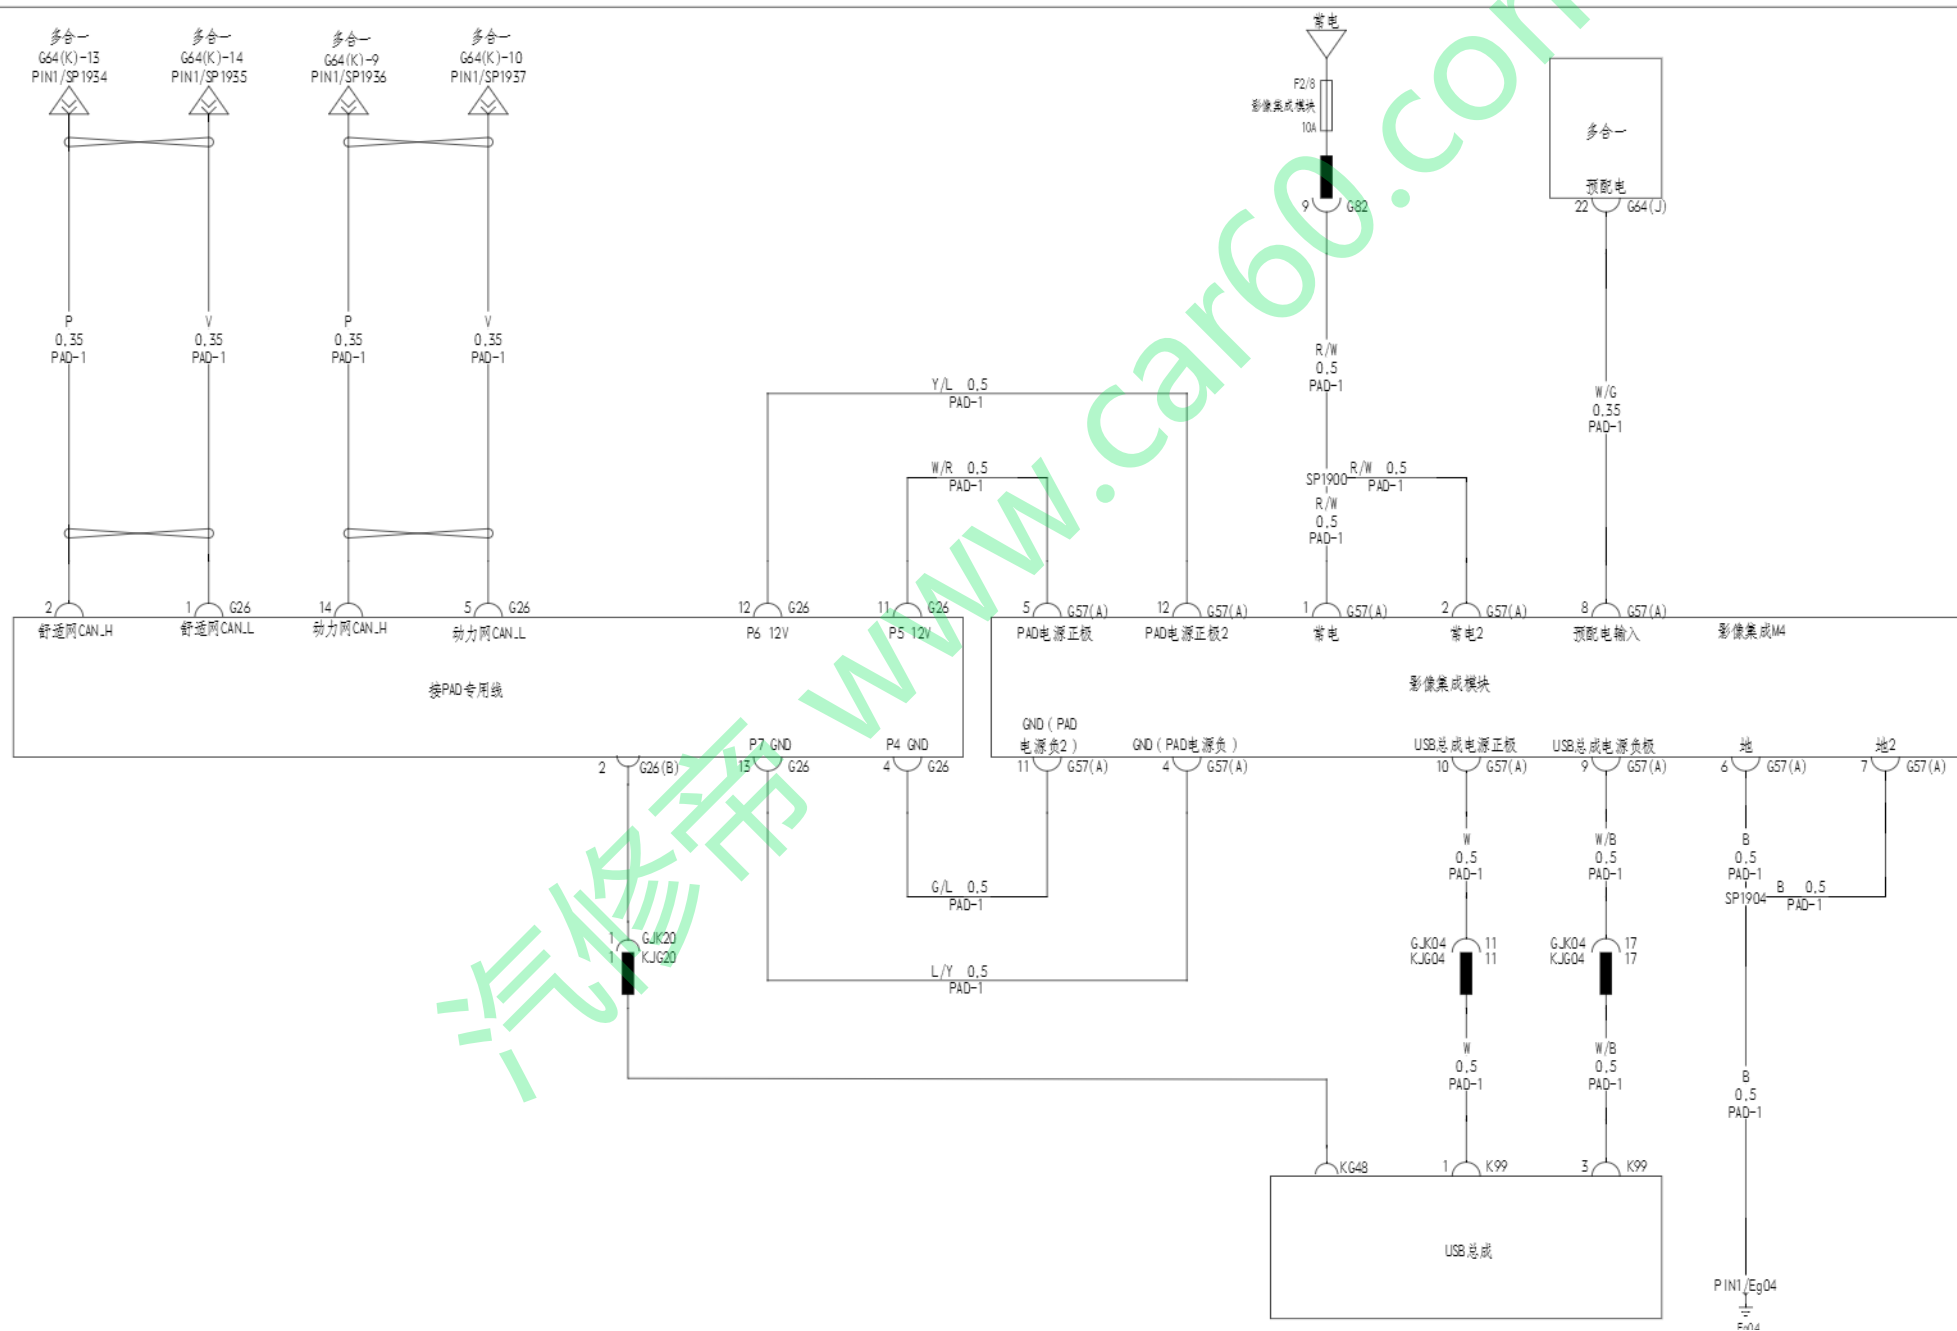 多合一
G64(K)-13
PIN1/SP1934
多合一
G64(K)-14
PIN1/SP1935
多合一
G64(K)-9
PIN1/SP1936
多合一
G64(K)-10
PIN1/SP1937
常电
F2/8
影像集成模块
10A
9 G82
多合一
预配电
22 G64(J)
P
0.35
PAD-1
V
0.35
PAD-1
P
0.35
PAD-1
V
0.35
PAD-1
R/W
0.5
PAD-1
W/G
0.35
PAD-1
Y/L 0.5
PAD-1
W/R 0.5
PAD-1
SP1900
R/W 0.5
PAD-1
R/W
0.5
PAD-1
2
1 G26
14
5 G26
12 G26
11 G26
5 G57(A)
12 G57(A)
1 G57(A)
2 G57(A)
8 G57(A)
舒适网CAN_H
舒适网CAN_L
动力网CAN_H
动力网CAN_L
P6 12V
P5 12V
PAD电源正极
PAD电源正极2
常电
常电2
预配电输入
影像集成M4
接PAD专用线
影像集成模块
P7 GND
P4 GND
GND(PAD
电源负2)
GND(PAD电源负)
USB总成电源正极
USB总成电源负极
地
地2
2 G26(B)
13 G26
4 G26
11 G57(A)
4 G57(A)
10 G57(A)
9 G57(A)
6 G57(A)
7 G57(A)
W
0.5
PAD-1
W/B
0.5
PAD-1
B
0.5
PAD-1
G/L 0.5
PAD-1
SP1904
B 0.5
PAD-1
1 GJK20
1 KJG20
GJK04 11
KJG04 11
GJK04 17
KJG04 17
L/Y 0.5
PAD-1
W
0.5
PAD-1
W/B
0.5
PAD-1
B
0.5
PAD-1
KG48
1 K99
3 K99
USB总成
PIN1/Eg04
Eg04
汽修帝 www.car60.com